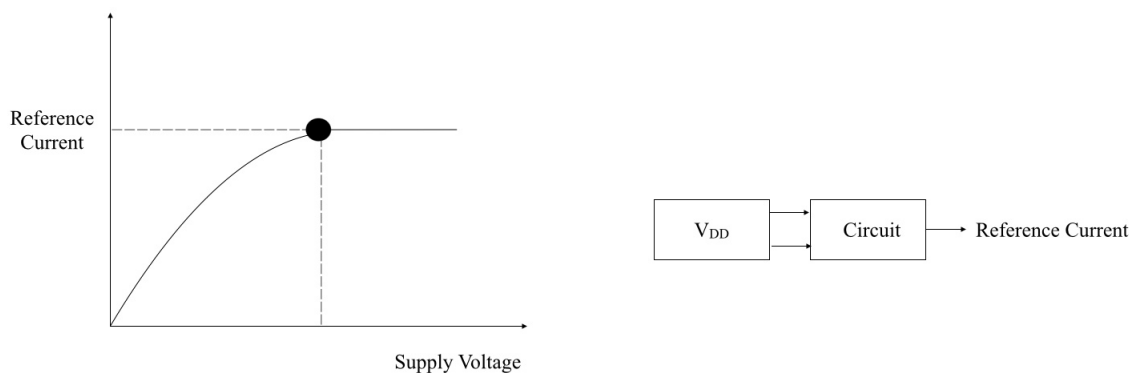 Reference
Current
Supply Voltage
VDD
Circuit
Reference Current